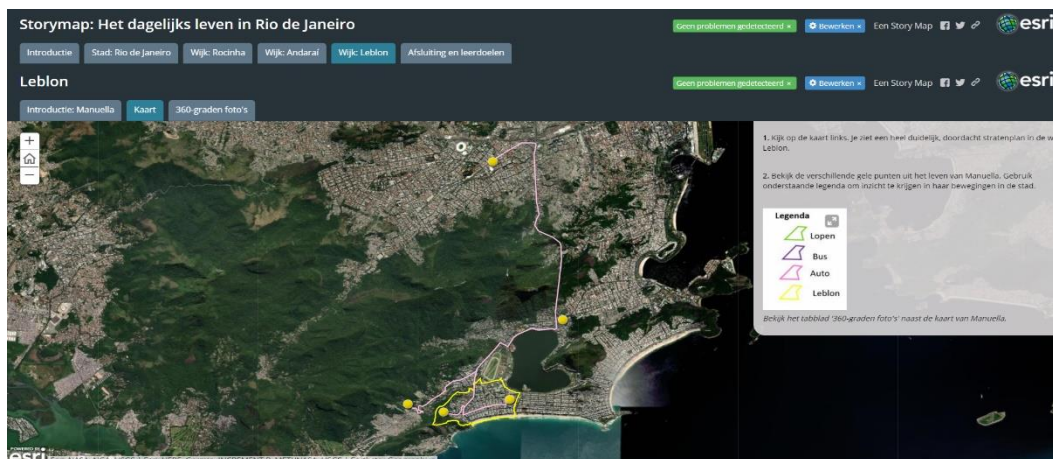 Storymap: Het dagelijks leven in Rio de Janeiro
Geen problemen gedetecteerd × Bewerken × Een Story Map esri
Introductie Stad: Rio de Janeiro Wijk: Rocinha Wijk: Andaraí Wijk: Leblon Afsluiting en leerdoelen
Leblon
Geen problemen gedetecteerd × Bewerken × Een Story Map esri
Introductie: Manuella Kaart 360-graden foto's
1. Kijk op de kaart links. Je ziet een heel duidelijk, doordacht stratenplan in de w
Leblon.
2. Bekijk de verschillende gele punten uit het leven van Manuella. Gebruik
onderstaande legenda om inzicht te krijgen in haar bewegingen in de stad.
Legenda
Lopen
Bus
Auto
Leblon
Bekijk het tabblad '360-graden foto's' naast de kaart van Manuella.
POWERED BY
esri